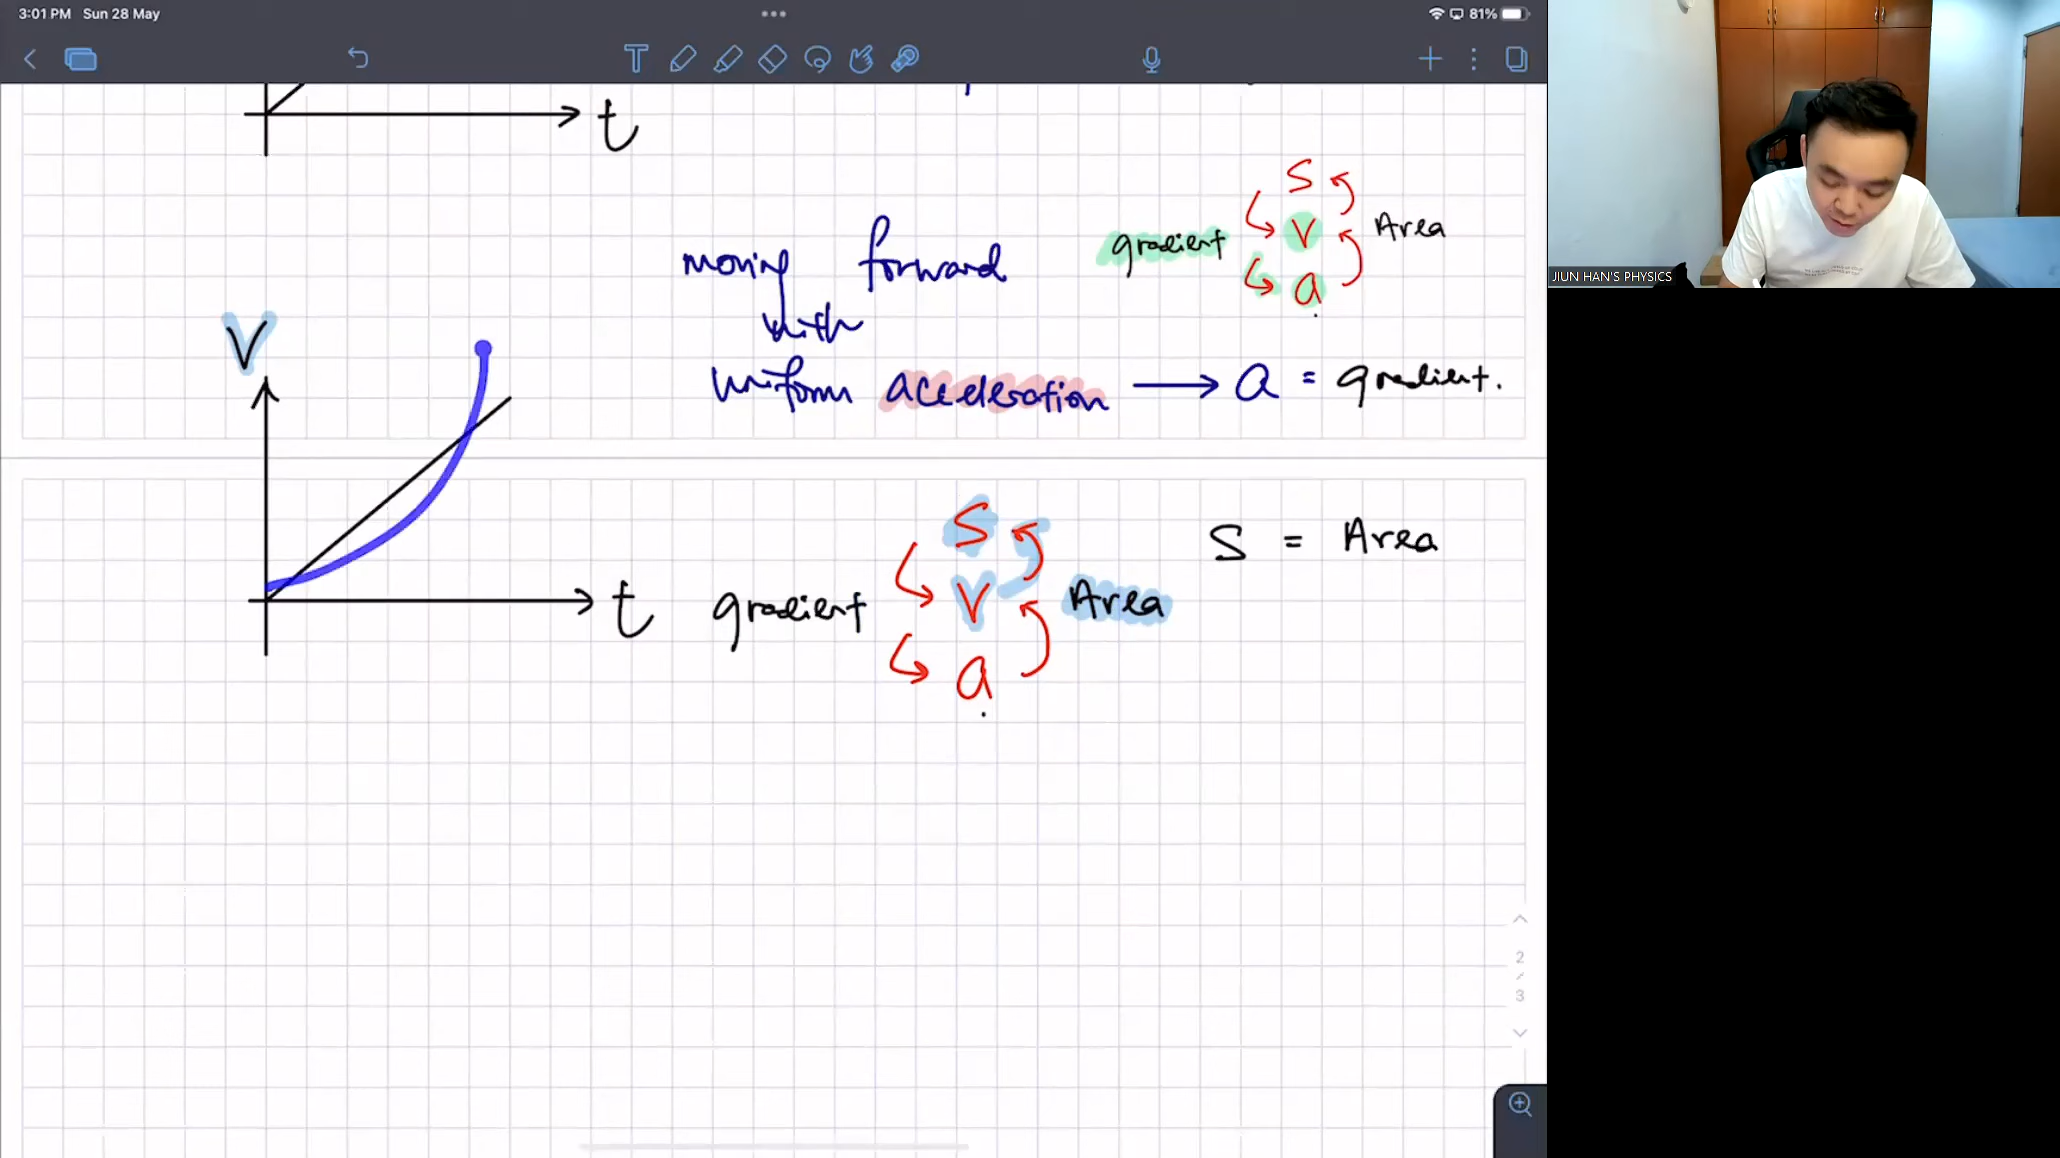 3:01 PM Sun 28 May
81%
t
S
gradient V Area
a
moving forward
with
uniform aceleration → a = gradient.
V
t
S
gradient V Area
a
S = Area
JIUN HAN'S PHYSICS
2
/
3